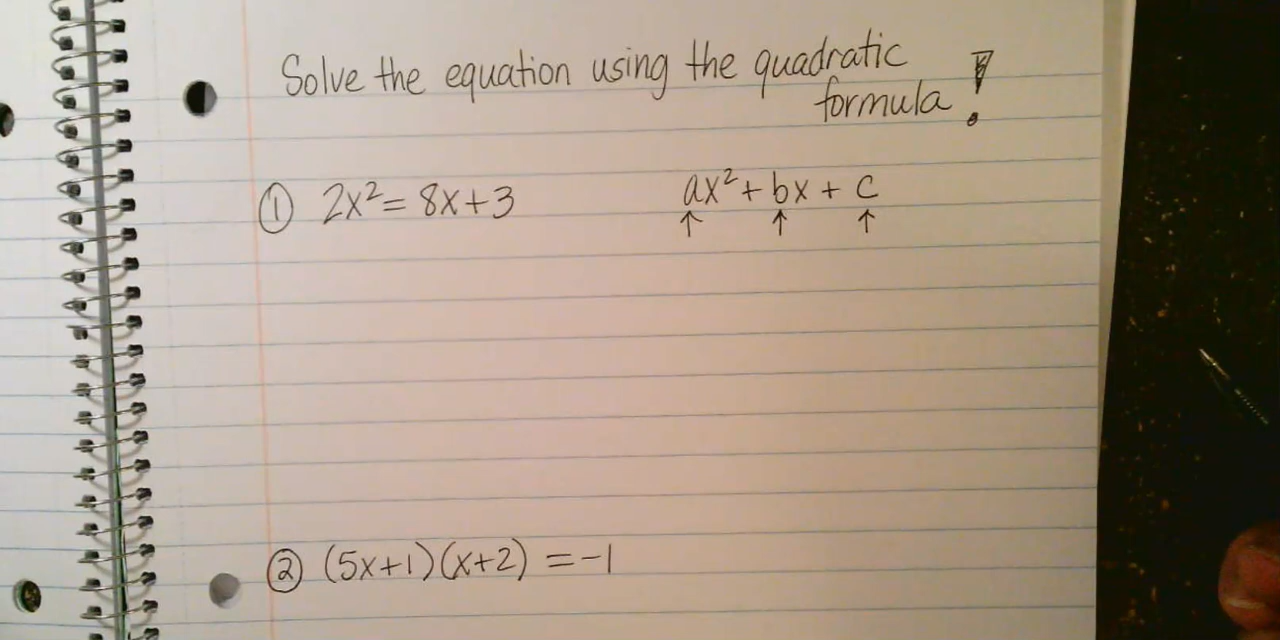 Solve the equation using the quadratic
formula!
① 2x²= 8x+3
ax²+bx+c
↑ ↑ ↑
② (5x+1)(x+2) =-1